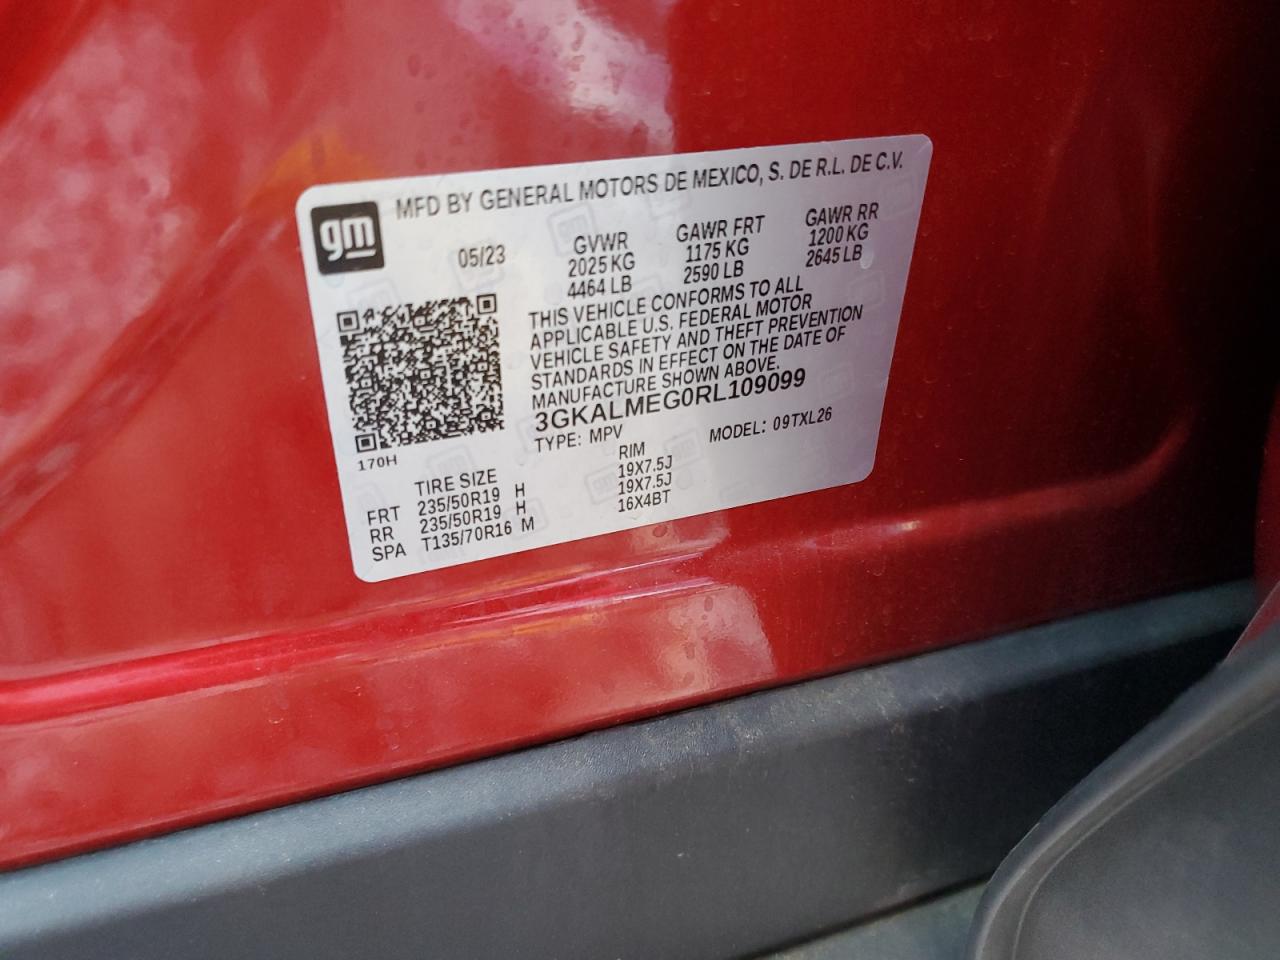 MFD BY GENERAL MOTORS DE MEXICO, S. DE R.L. DE C.V.
gm
05/23
GVWR
2025 KG
4464 LB
GAWR FRT
1175 KG
2590 LB
GAWR RR
1200 KG
2645 LB
THIS VEHICLE CONFORMS TO ALL
APPLICABLE U.S. FEDERAL MOTOR
VEHICLE SAFETY AND THEFT PREVENTION
STANDARDS IN EFFECT ON THE DATE OF
MANUFACTURE SHOWN ABOVE.
3GKALMEG0RL109099
TYPE: MPV MODEL: 09TXL26
170H
TIRE SIZE RIM
FRT 235/50R19 H 19X7.5J
RR 235/50R19 H 19X7.5J
SPA T135/70R16 M 16X4BT